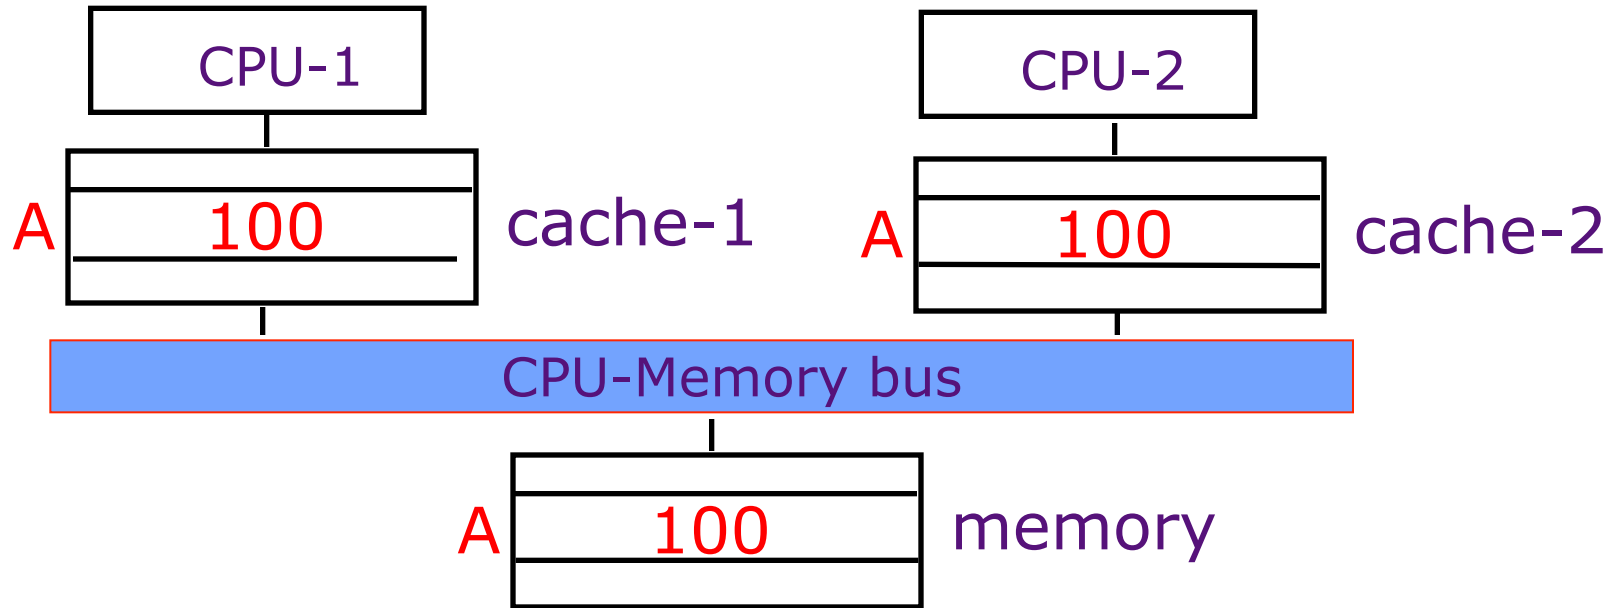 CPU-1
CPU-2
A 100 cache-1
A 100 cache-2
CPU-Memory bus
A 100 memory